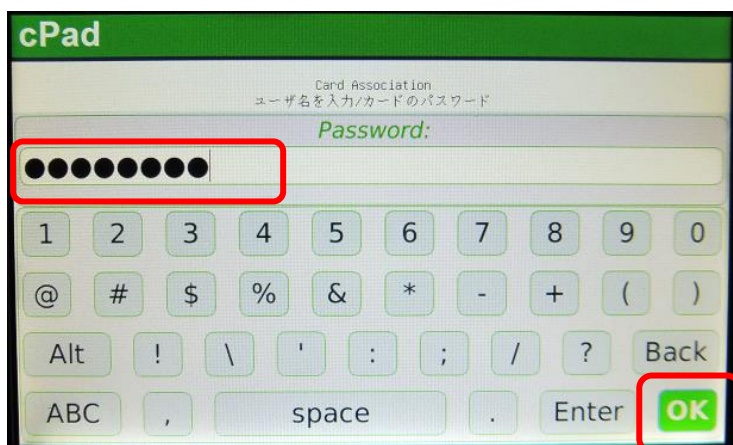 cPad
Card Association
ユーザ名を入力/カードのパスワード
Password:
●●●●●●●●
1 2 3 4 5 6 7 8 9 0
@ # $ % & * - + ( )
Alt ! \ ' : ; / ? Back
ABC , space . Enter OK